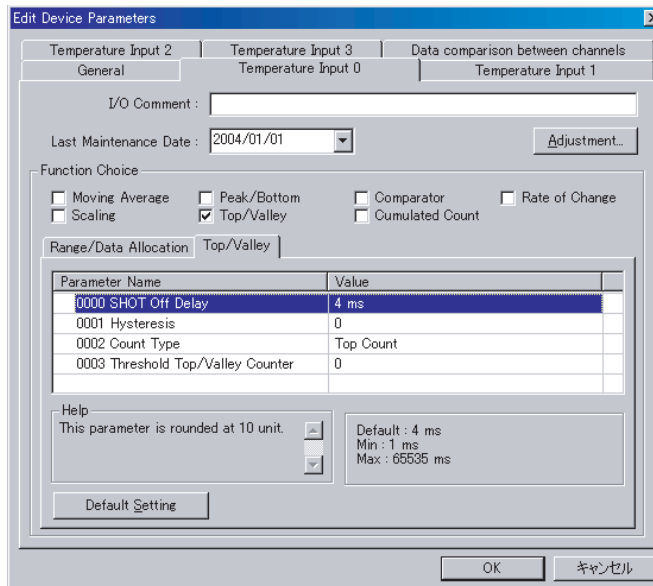 Edit Device Parameters
Temperature Input 2 Temperature Input 3 Data comparison between channels
General Temperature Input 0 Temperature Input 1
I/O Comment :
Last Maintenance Date : 2004/01/01 Adjustment...
Function Choice
Moving Average Peak/Bottom Comparator Rate of Change
Scaling Top/Valley Cumulated Count
Range/Data Allocation Top/Valley
Parameter Name Value
0000 SHOT Off Delay 4 ms
0001 Hysteresis 0
0002 Count Type Top Count
0003 Threshold Top/Valley Counter 0
Help
This parameter is rounded at 10 unit.
Default : 4 ms
Min : 1 ms
Max : 65535 ms
Default Setting
OK キャンセル